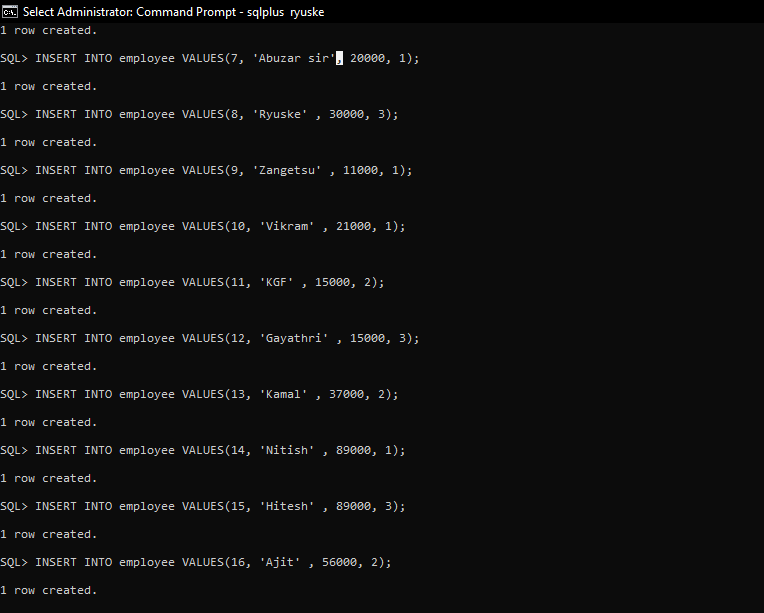 Select Administrator: Command Prompt - sqlplus  ryuske
1 row created.
SQL> INSERT INTO employee VALUES(7, 'Abuzar sir', 20000, 1);
1 row created.
SQL> INSERT INTO employee VALUES(8, 'Ryuske' , 30000, 3);
1 row created.
SQL> INSERT INTO employee VALUES(9, 'Zangetsu' , 11000, 1);
1 row created.
SQL> INSERT INTO employee VALUES(10, 'Vikram' , 21000, 1);
1 row created.
SQL> INSERT INTO employee VALUES(11, 'KGF' , 15000, 2);
1 row created.
SQL> INSERT INTO employee VALUES(12, 'Gayathri' , 15000, 3);
1 row created.
SQL> INSERT INTO employee VALUES(13, 'Kamal' , 37000, 2);
1 row created.
SQL> INSERT INTO employee VALUES(14, 'Nitish' , 89000, 1);
1 row created.
SQL> INSERT INTO employee VALUES(15, 'Hitesh' , 89000, 3);
1 row created.
SQL> INSERT INTO employee VALUES(16, 'Ajit' , 56000, 2);
1 row created.